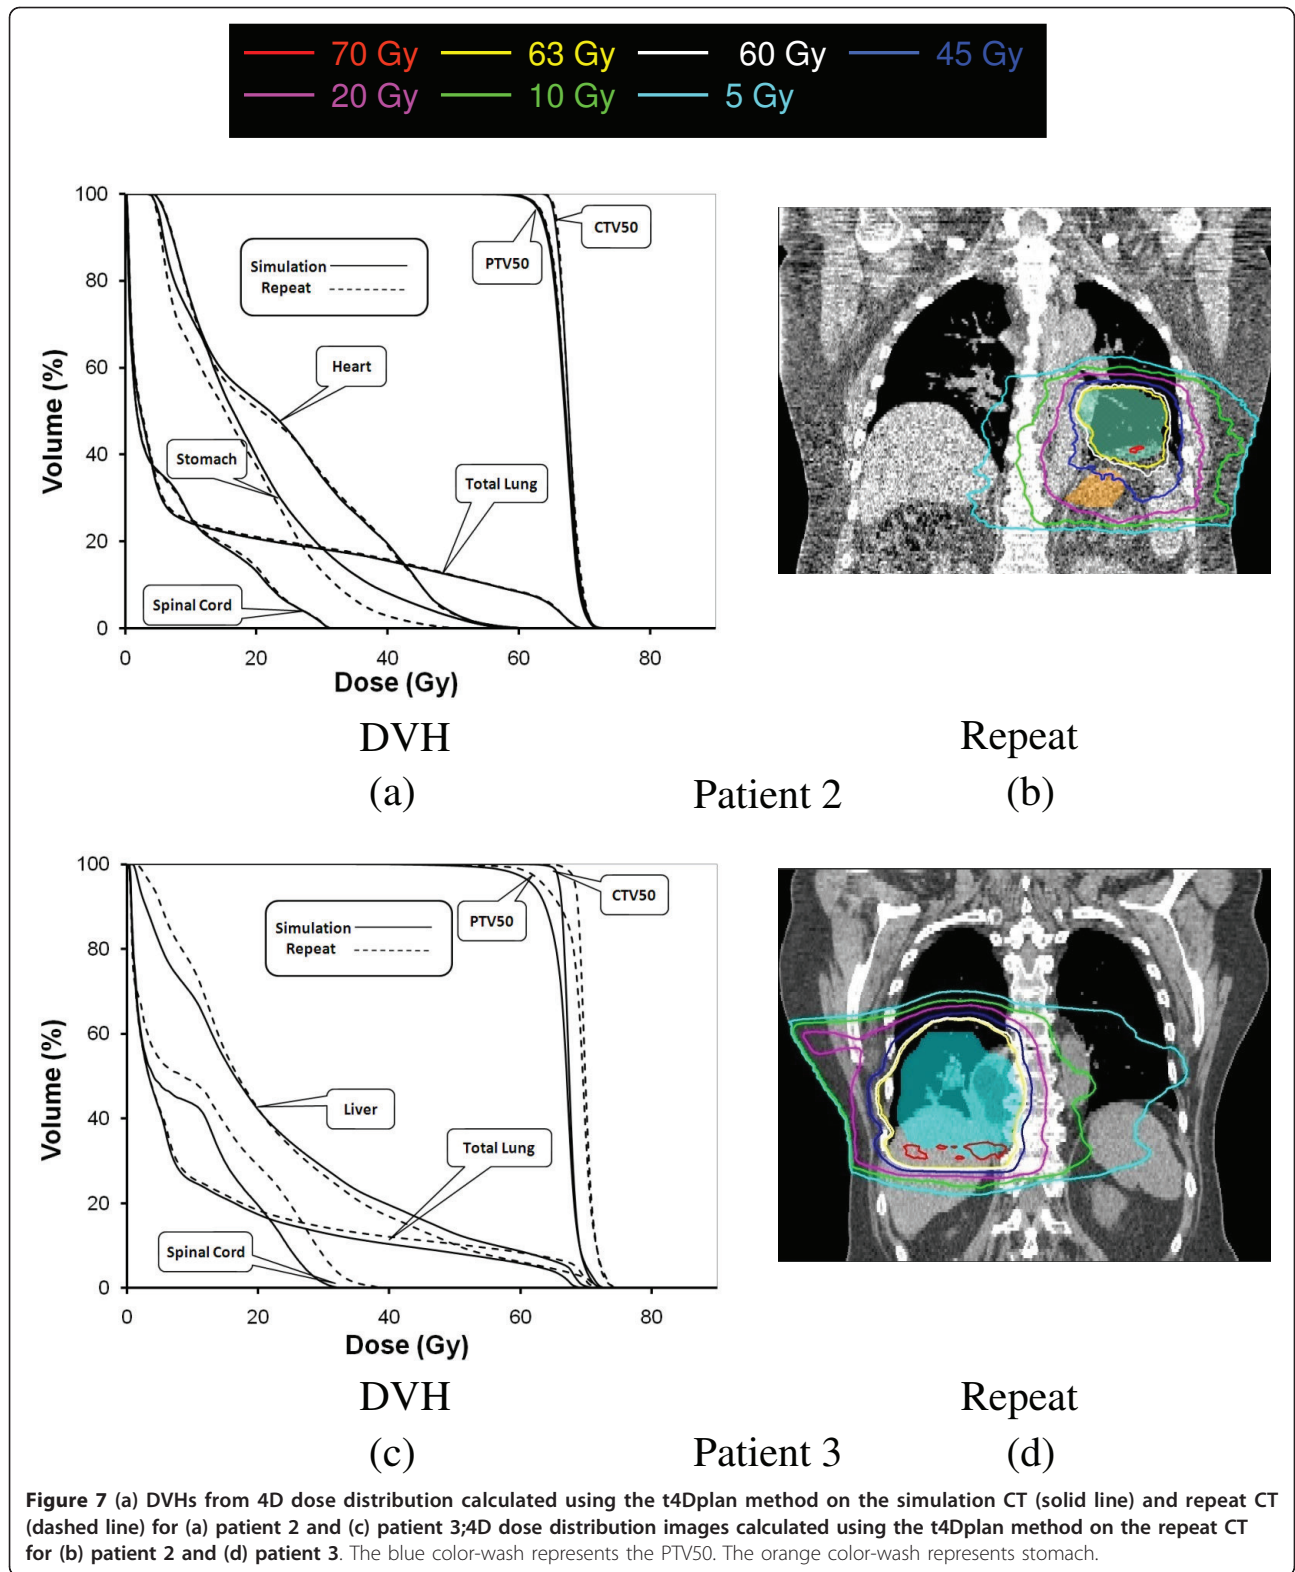 70 Gy 63 Gy 60 Gy 45 Gy
20 Gy 10 Gy 5 Gy
100
80
60
40
20
0
Volume (%)
0 20 40 60 80
Dose (Gy)
Simulation
Repeat
CTV50
PTV50
Heart
Stomach
Total Lung
Spinal Cord
DVH
(a)
Repeat
(b)
Patient 2
100
80
60
40
20
0
Volume (%)
0 20 40 60 80
Dose (Gy)
Simulation
Repeat
CTV50
PTV50
Liver
Total Lung
Spinal Cord
DVH
(c)
Repeat
(d)
Patient 3
Figure 7 (a) DVHs from 4D dose distribution calculated using the t4Dplan method on the simulation CT (solid line) and repeat CT
(dashed line) for (a) patient 2 and (c) patient 3;4D dose distribution images calculated using the t4Dplan method on the repeat CT
for (b) patient 2 and (d) patient 3. The blue color-wash represents the PTV50. The orange color-wash represents stomach.